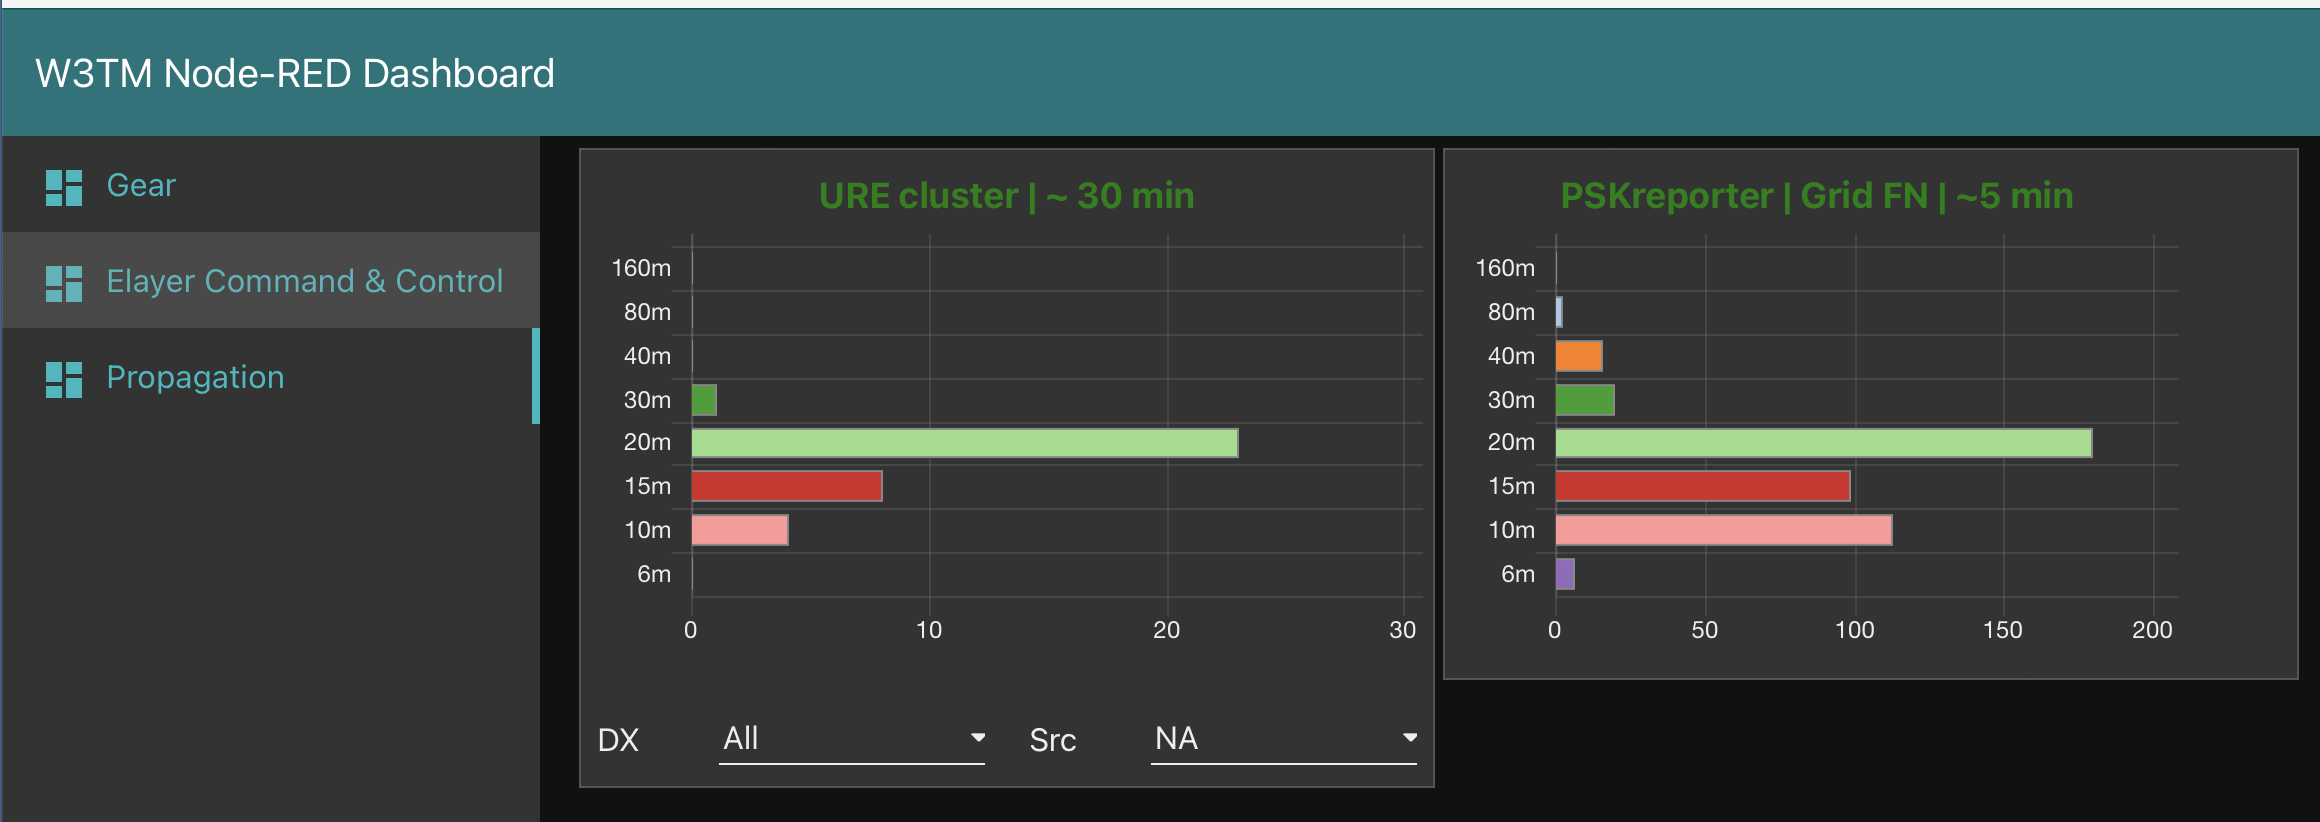 W3TM Node-RED Dashboard
Gear
Elayer Command & Control
Propagation
URE cluster | ~ 30 min
160m
80m
40m
30m
20m
15m
10m
6m
0 10 20 30
DX All Src NA
PSKreporter | Grid FN | ~5 min
160m
80m
40m
30m
20m
15m
10m
6m
0 50 100 150 200